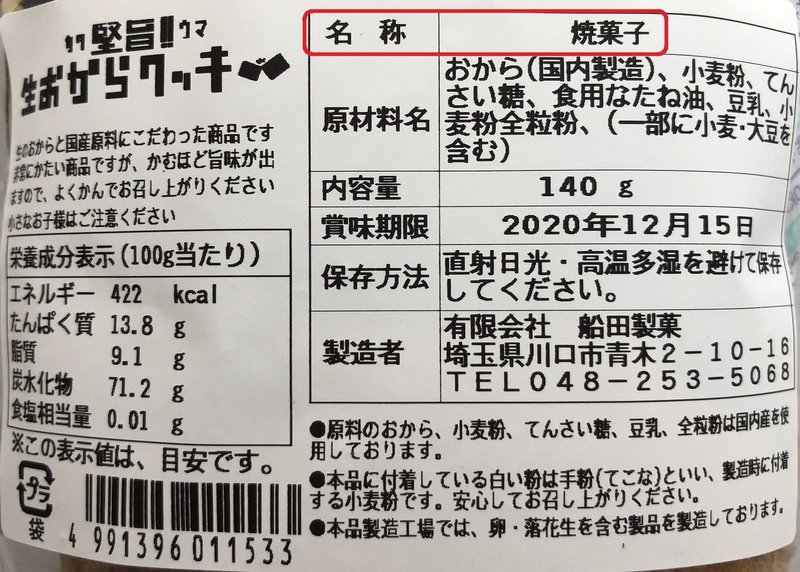 カタ 堅旨!! ウマ
生おからクッキー
生のおからと国産原料にこだわった商品です
非常にかたい商品ですが、かむほど旨味が出
ますので、よくかんでお召し上がりください
小さなお子様はご注意ください
栄養成分表示(100g当たり)
エネルギー 422 kcal
たんぱく質 13.8 g
脂質 9.1 g
炭水化物 71.2 g
食塩相当量 0.01 g
※この表示値は、目安です。
プラ
袋
4 991396 011533
名 称 焼菓子
原材料名
おから(国内製造)、小麦粉、てん
さい糖、食用なたね油、豆乳、小
麦粉全粒粉、(一部に小麦・大豆を
含む)
内容量 140 g
賞味期限 2020年12月15日
保存方法
直射日光・高温多湿を避けて保存
してください。
製造者
有限会社 船田製菓
埼玉県川口市青木2-10-16
TEL048-253-5068
●原料のおから、小麦粉、てんさい糖、豆乳、全粒粉は国内産を使
用しております。
●本品に付着している白い粉は手粉(てこな)といい、製造時に付着
する小麦粉です。安心してお召し上がりください。
●本品製造工場では、卵・落花生を含む製品を製造しております。